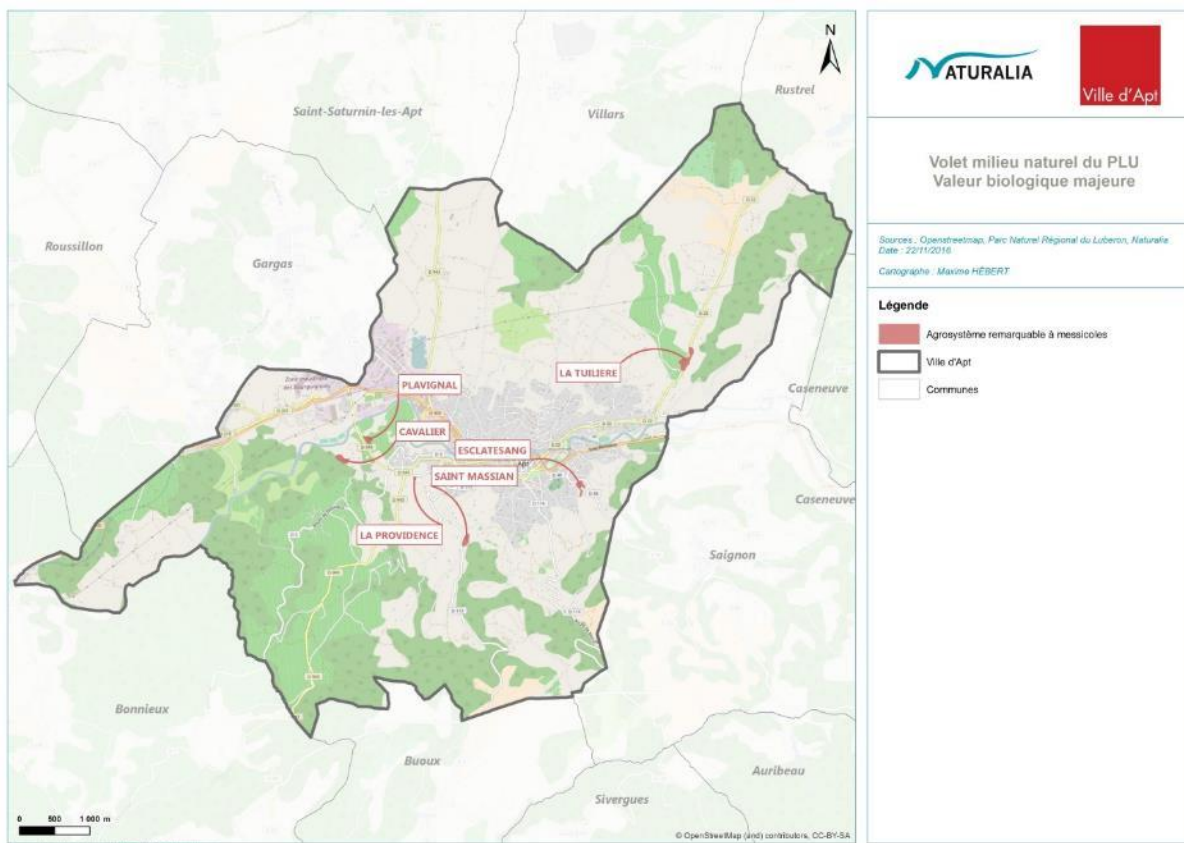 N
Rustrel
Saint-Saturnin-les-Apt
Villars
Roussillon
Gargas
LA TUILIERE
PLAVIGNAL
Caseneuve
CAVALIER
ESCLATESANG
SAINT MASSIAN
Caseneuve
LA PROVIDENCE
Saignon
Bonnieux
Buoux
Auribeau
Sivergues
0 500 1 000 m
© OpenStreetMap (and) contributors, CC-BY-SA
NATURALIA
Ville d'Apt
Volet milieu naturel du PLU
Valeur biologique majeure
Sources : Openstreetmap, Parc Naturel Régional du Luberon, Naturalia
Date : 22/11/2016
Cartographe : Maxime HÉBERT
Légende
Agrosystème remarquable à messicoles
Ville d'Apt
Communes